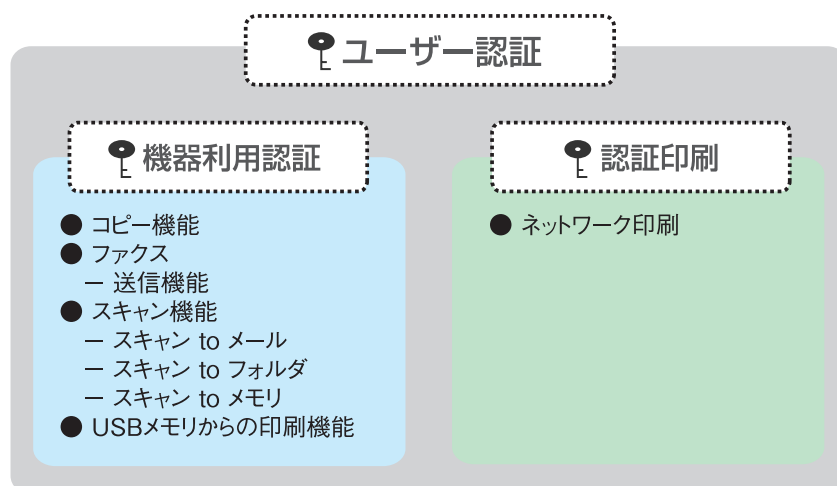 ユーザー認証
機器利用認証
● コピー機能
● ファクス
― 送信機能
● スキャン機能
― スキャン to メール
― スキャン to フォルダ
― スキャン to メモリ
● USBメモリからの印刷機能
認証印刷
● ネットワーク印刷